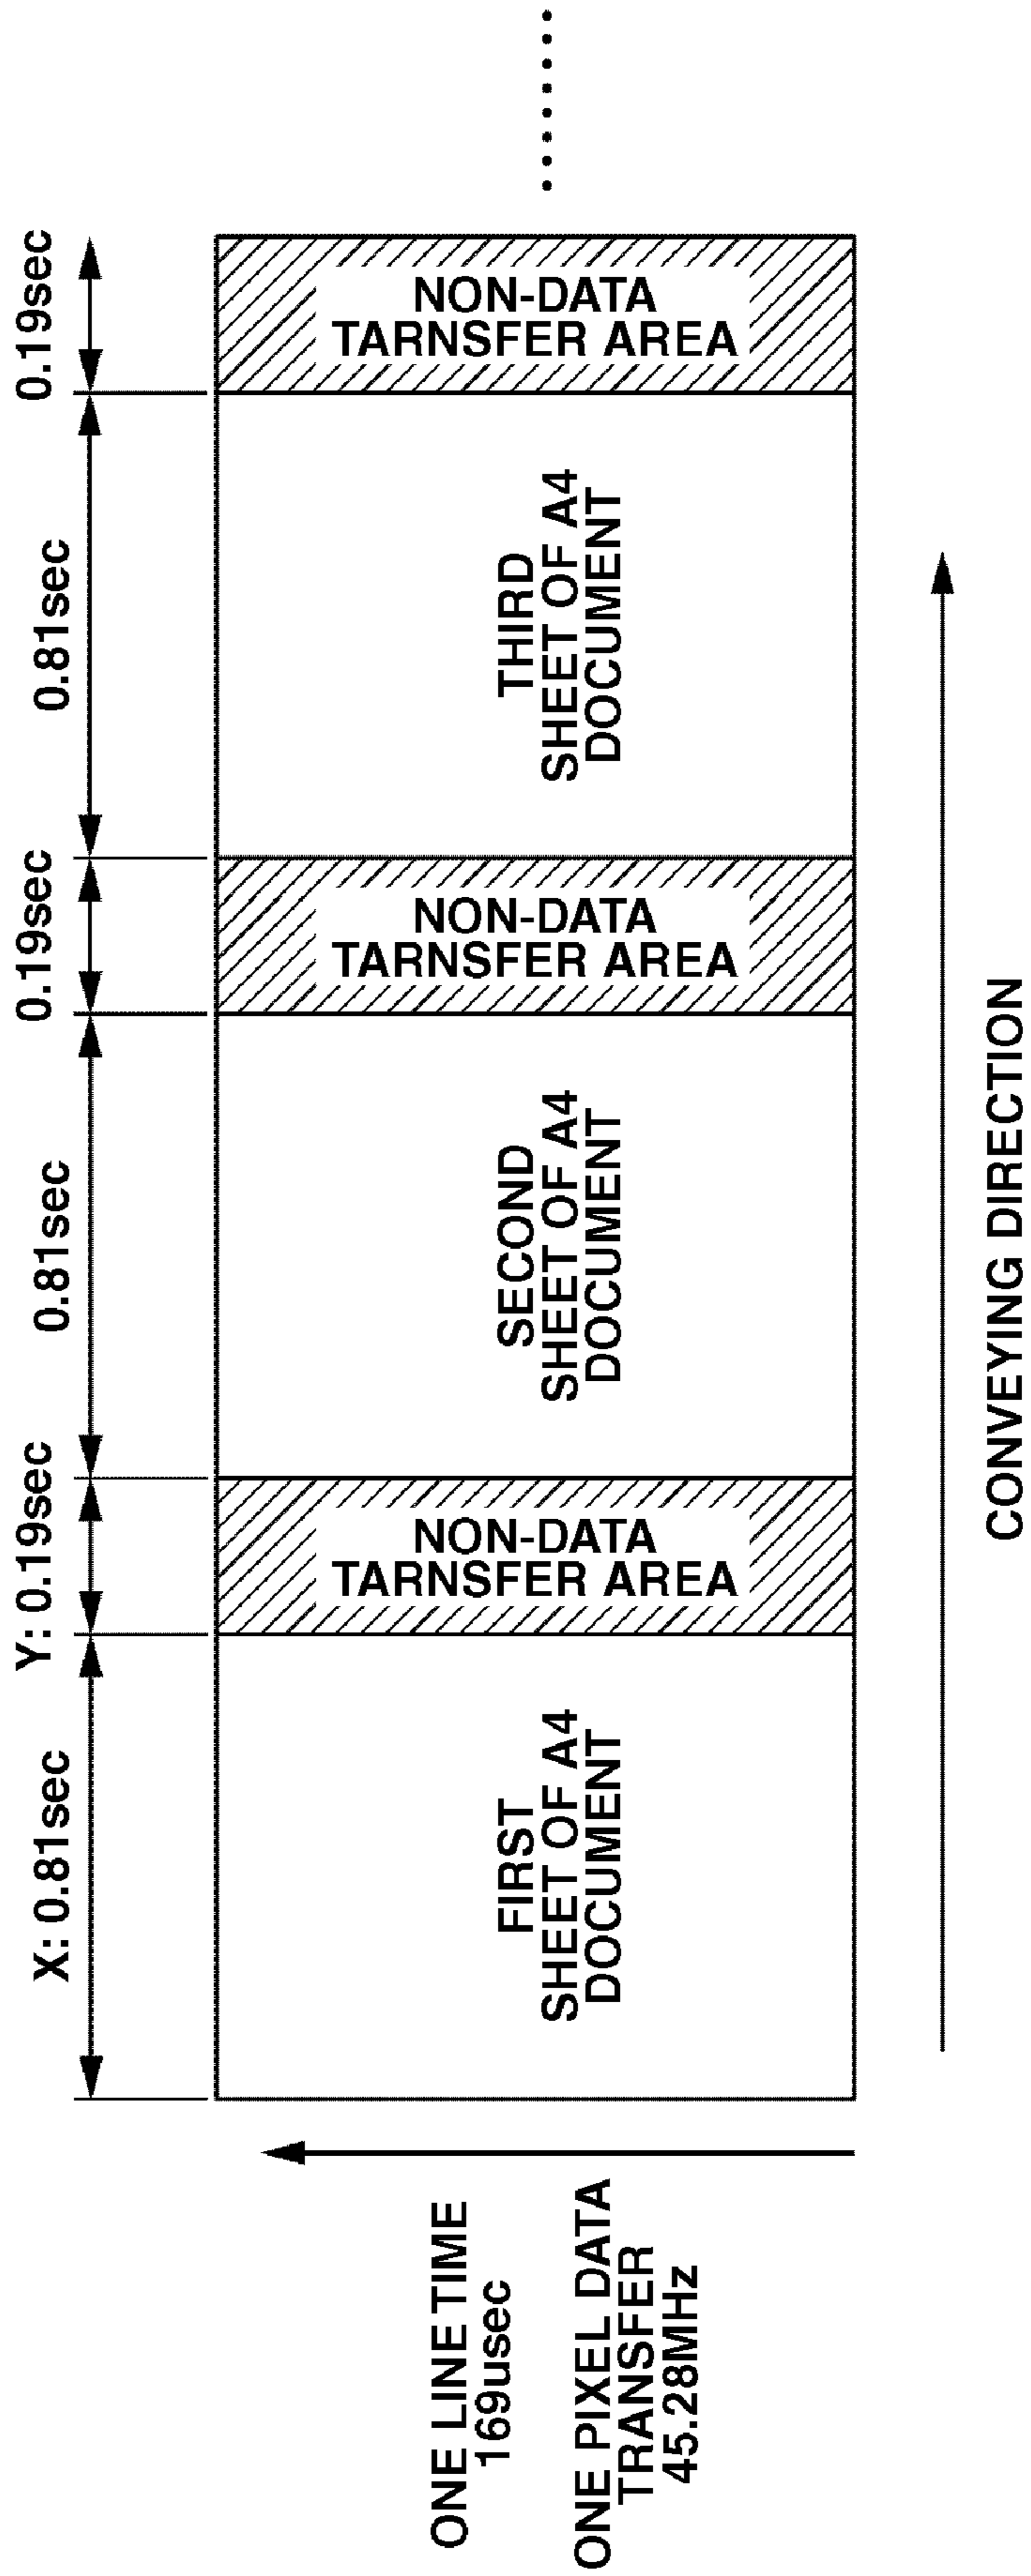 X: 0.81sec
Y: 0.19sec
0.81sec
0.19sec
0.81sec
0.19sec
ONE LINE TIME
169usec
ONE PIXEL DATA
TRANSFER
45.28MHz
FIRST
SHEET OF A4
DOCUMENT
NON-DATA
TARNSFER AREA
SECOND
SHEET OF A4
DOCUMENT
NON-DATA
TARNSFER AREA
THIRD
SHEET OF A4
DOCUMENT
NON-DATA
TARNSFER AREA
CONVEYING DIRECTION